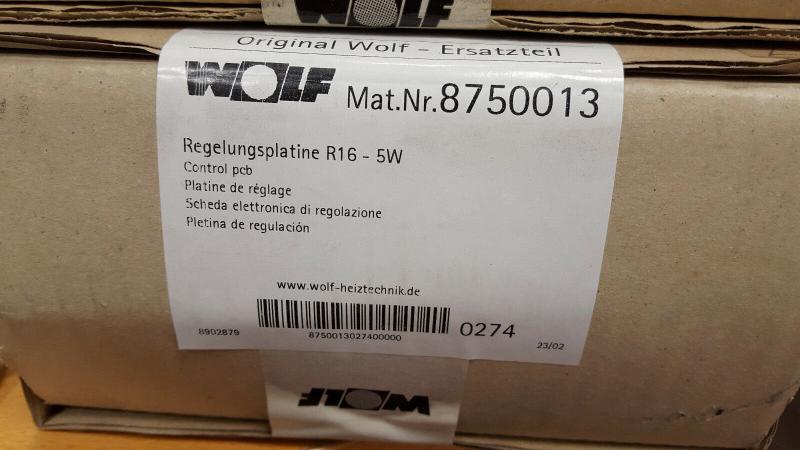 WOLF
Original Wolf - Ersatzteil
WOLF Mat.Nr.8750013
Regelungsplatine R16 - 5W
Control pcb
Platine de réglage
Scheda elettronica di regolazione
Pletina de regulación
www.wolf-heiztechnik.de
8902879
8750013027400000
0274
23/02
WOLF